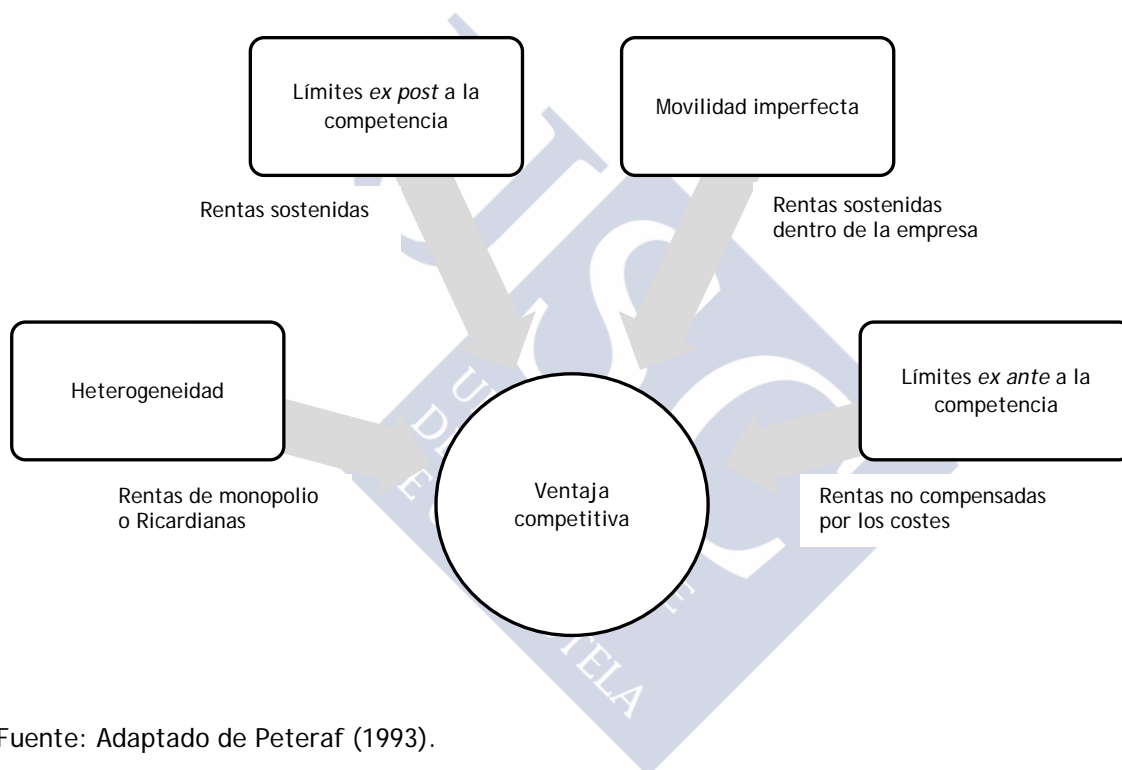 Límites ex post a la
competencia
Movilidad imperfecta
Rentas sostenidas
Rentas sostenidas
dentro de la empresa
Heterogeneidad
Límites ex ante a la
competencia
Rentas de monopolio
o Ricardianas
Ventaja
competitiva
Rentas no compensadas
por los costes
Fuente: Adaptado de Peteraf (1993).